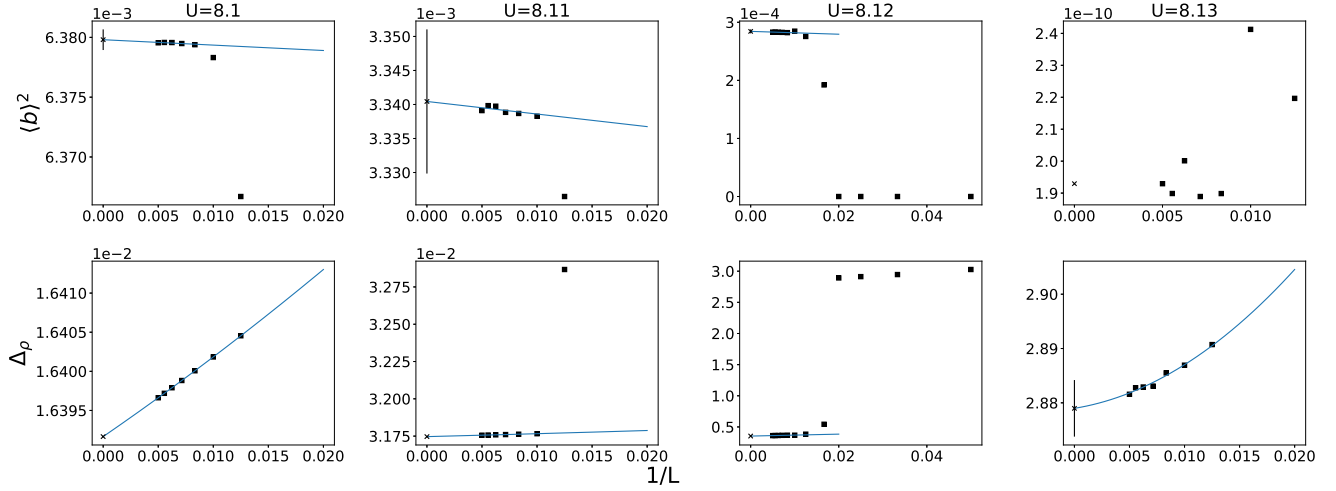 U=8.1
1e−3
6.380
6.375
6.370
⟨b⟩²
0.000 0.005 0.010 0.015 0.020
U=8.11
1e−3
3.350
3.345
3.340
3.335
3.330
0.000 0.005 0.010 0.015 0.020
U=8.12
1e−4
3
2
1
0
0.00 0.02 0.04
U=8.13
1e−10
2.4
2.3
2.2
2.1
2.0
1.9
0.000 0.005 0.010
1e−2
1.6410
1.6405
1.6400
1.6395
Δρ
0.000 0.005 0.010 0.015 0.020
1e−2
3.275
3.250
3.225
3.200
3.175
0.000 0.005 0.010 0.015 0.020
3.0
2.5
2.0
1.5
1.0
0.5
0.00 0.02 0.04
2.90
2.89
2.88
0.000 0.005 0.010 0.015 0.020
1/L